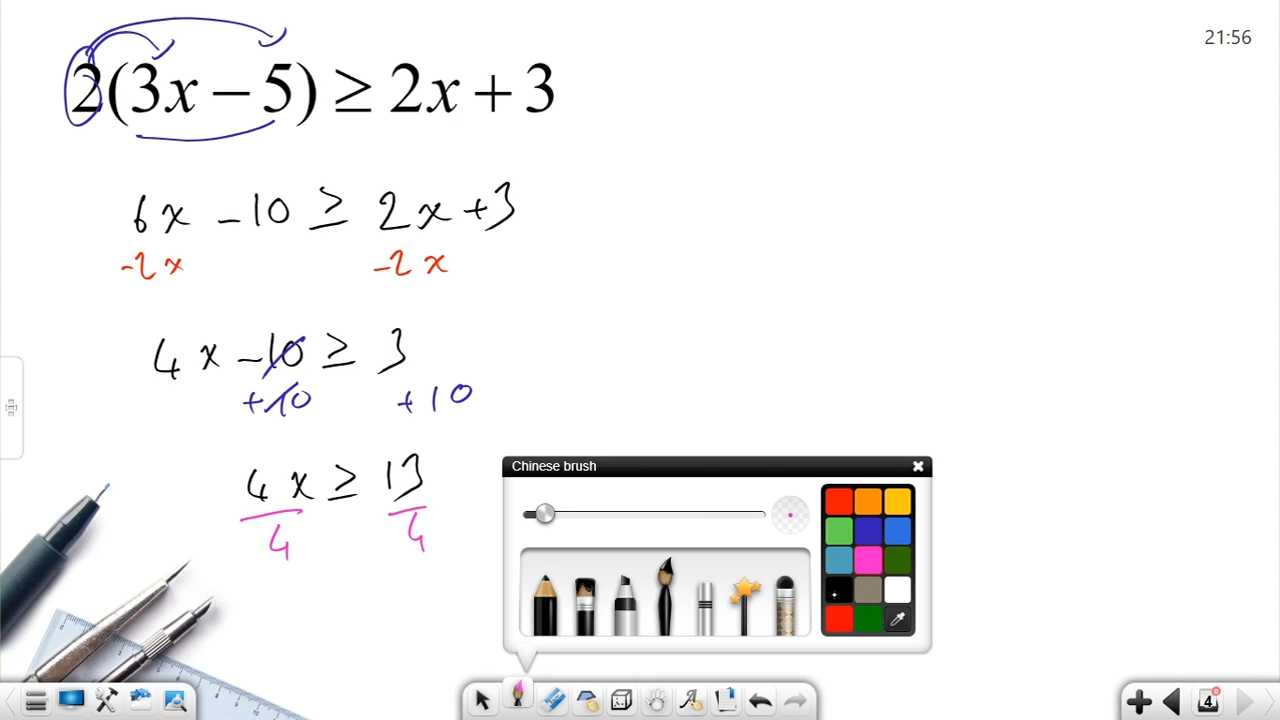 21:56
2(3x − 5) ≥ 2x + 3
6x − 10 ≥ 2x + 3
-2x -2x
4x − 10 ≥ 3
+10 +10
4x ≥ 13
4 4
Chinese brush
4